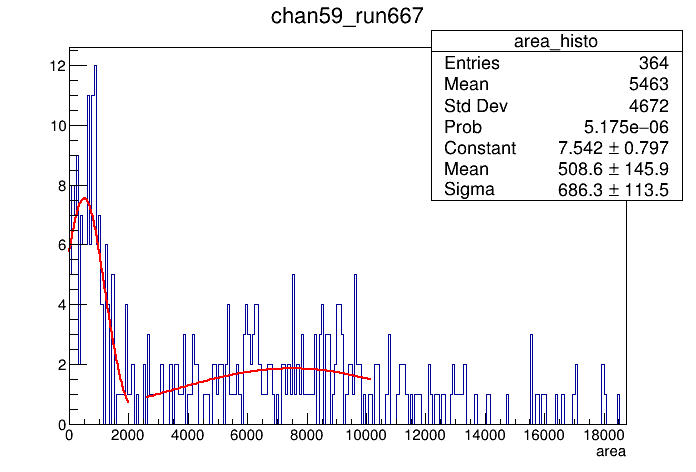 chan59_run667
area_histo
Entries 364
Mean 5463
Std Dev 4672
Prob 5.175e−06
Constant 7.542 ± 0.797
Mean 508.6 ± 145.9
Sigma 686.3 ± 113.5
12
10
8
6
4
2
0
0 2000 4000 6000 8000 10000 12000 14000 16000 18000
area